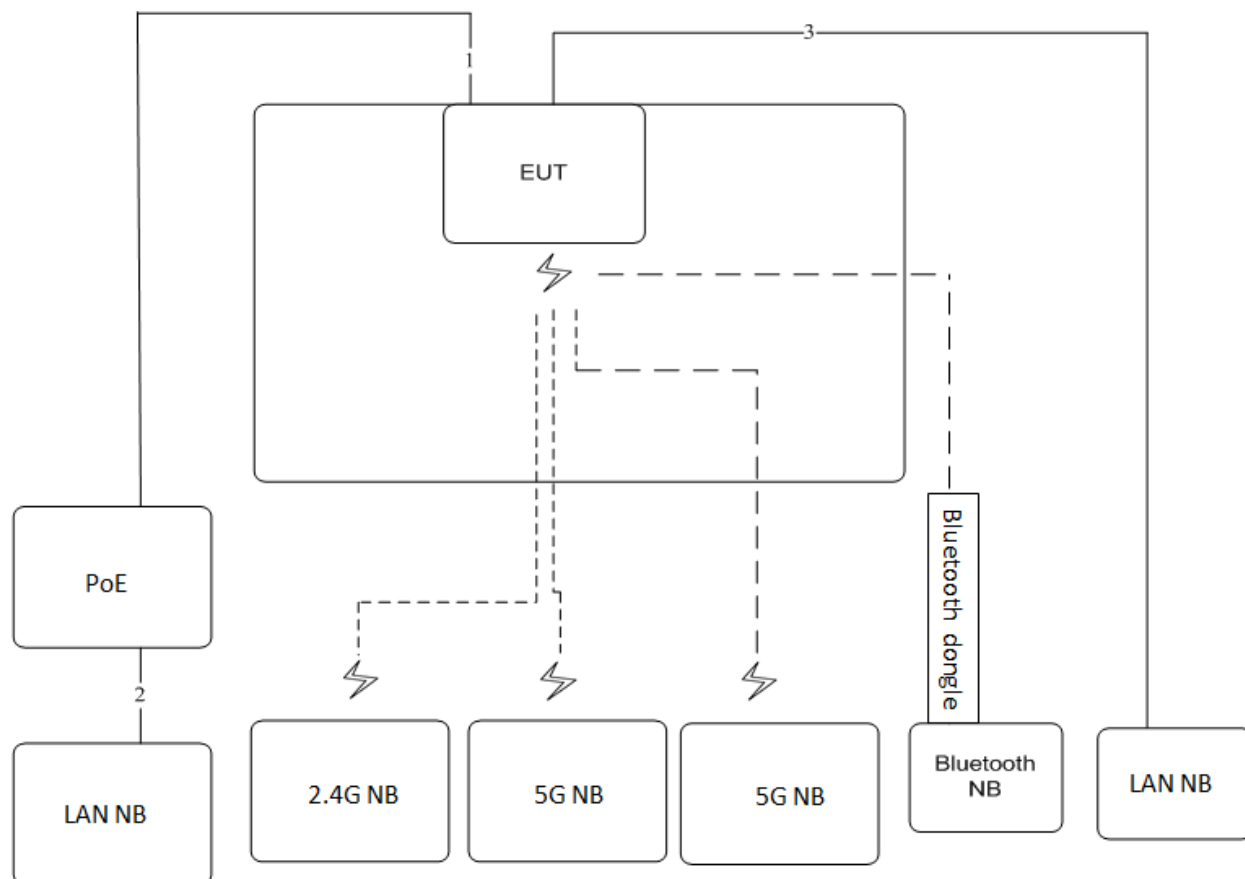 3
1
EUT
PoE
Bluetooth dongle
2
LAN NB
2.4G NB
5G NB
5G NB
Bluetooth
NB
LAN NB